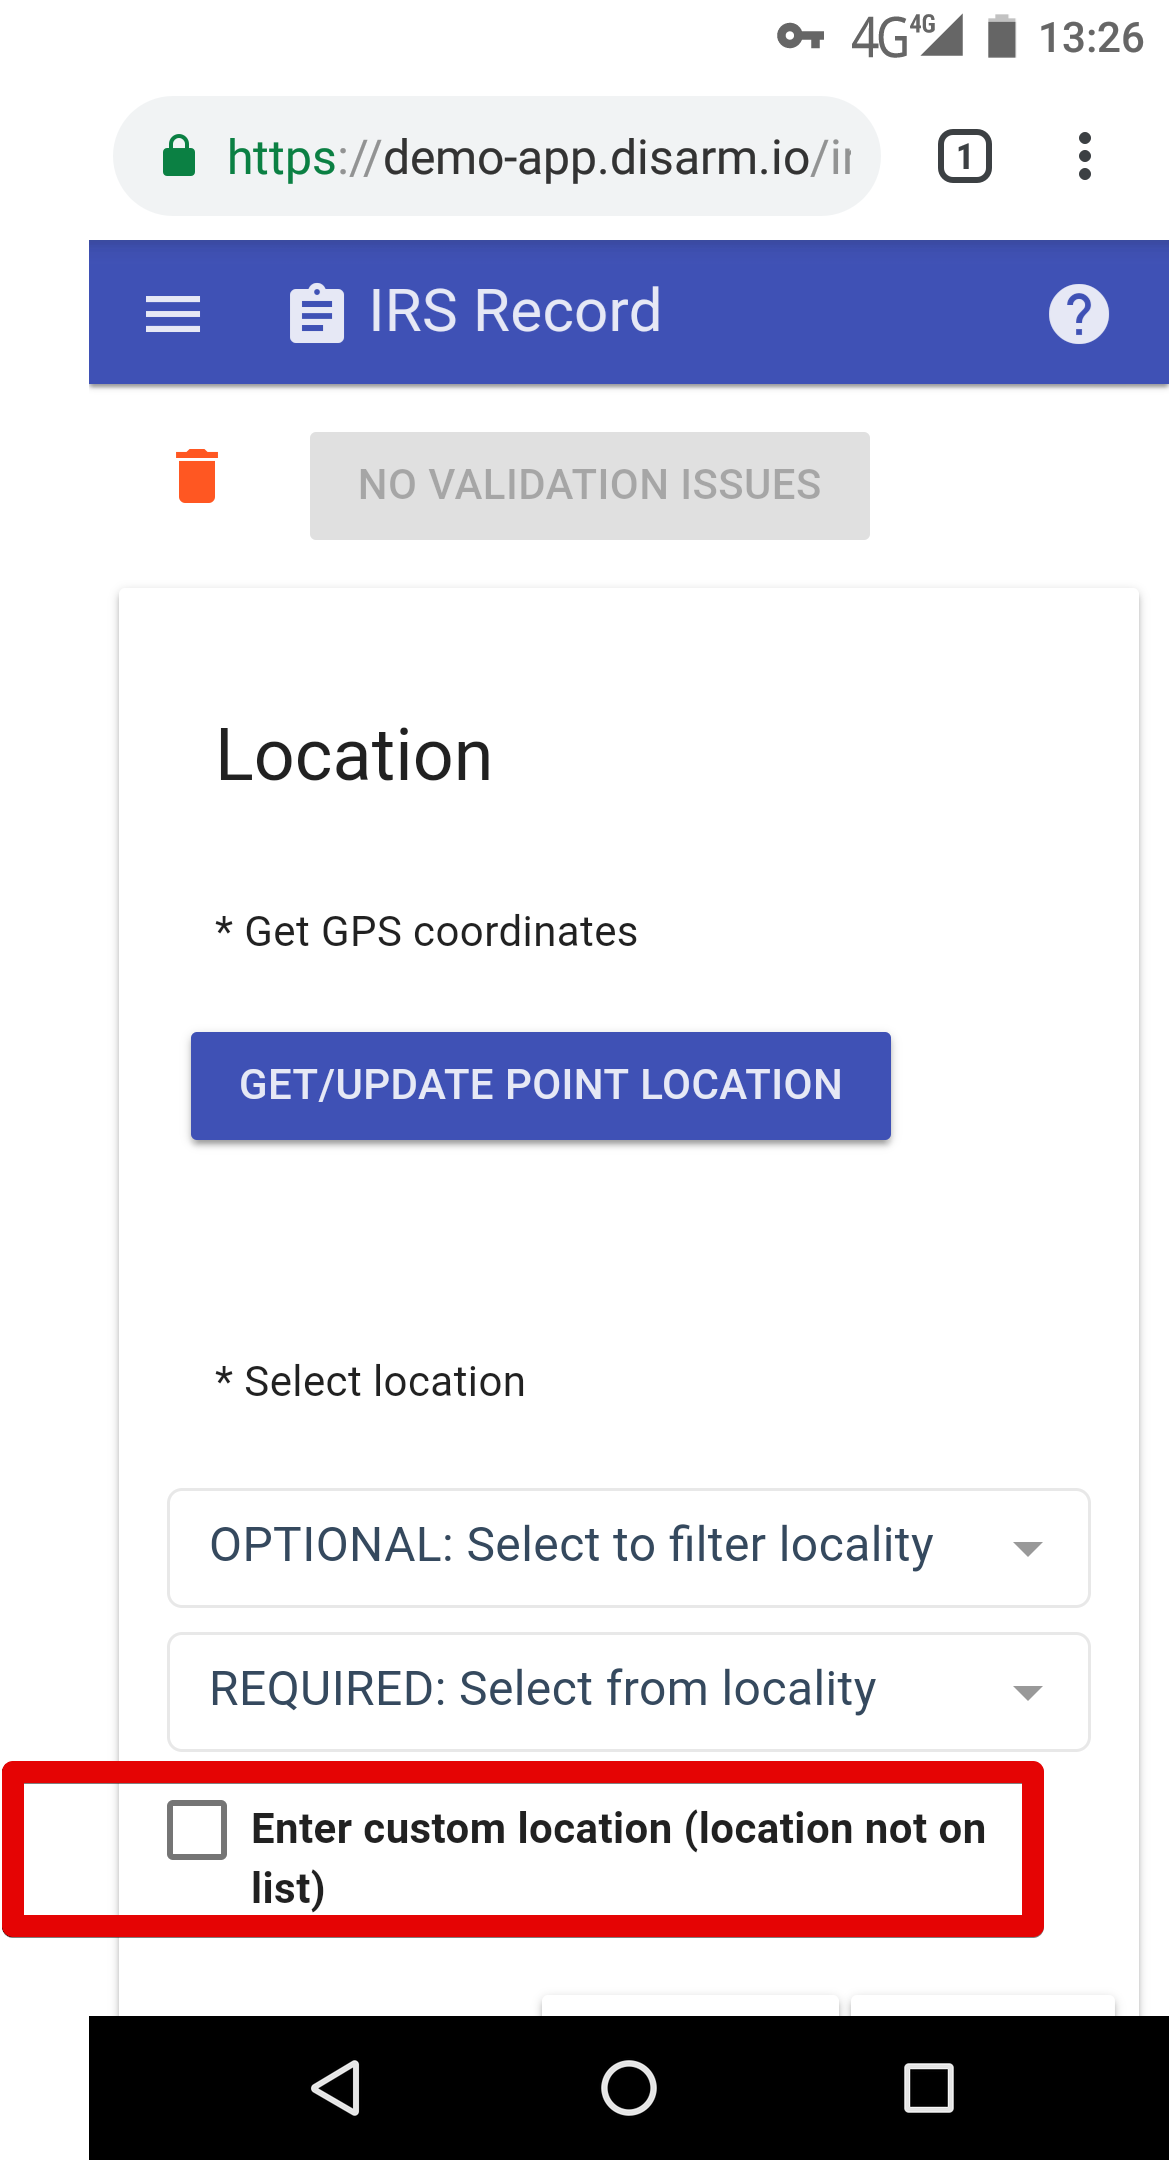 4G 4G 13:26
https://demo-app.disarm.io/ir
1
IRS Record
?
NO VALIDATION ISSUES
Location
* Get GPS coordinates
GET/UPDATE POINT LOCATION
* Select location
OPTIONAL: Select to filter locality
REQUIRED: Select from locality
Enter custom location (location not on
list)